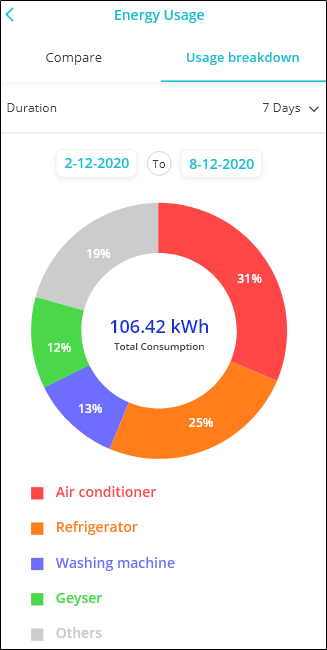 Energy Usage
Compare Usage breakdown
Duration 7 Days
2-12-2020 To 8-12-2020
19% 31%
106.42 kWh
Total Consumption
12%
13% 25%
Air conditioner
Refrigerator
Washing machine
Geyser
Others